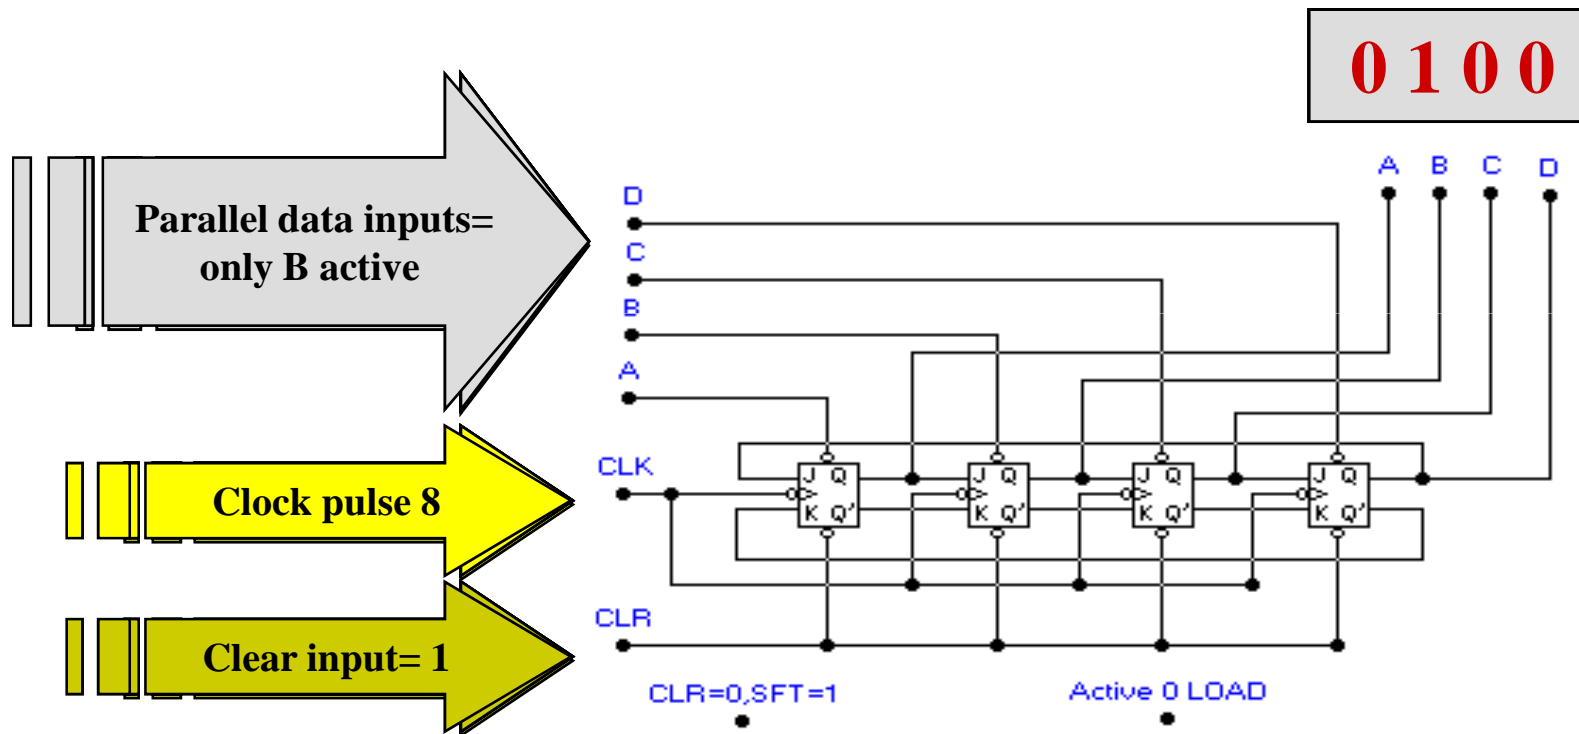 0 1 0 0
A B C D
Parallel data inputs=
only B active
D
C
B
A
CLK
J Q J Q J Q J Q
K Q' K Q' K Q' K Q'
Clock pulse 8
CLR
Clear input= 1
CLR=0,SFT=1
Active 0 LOAD